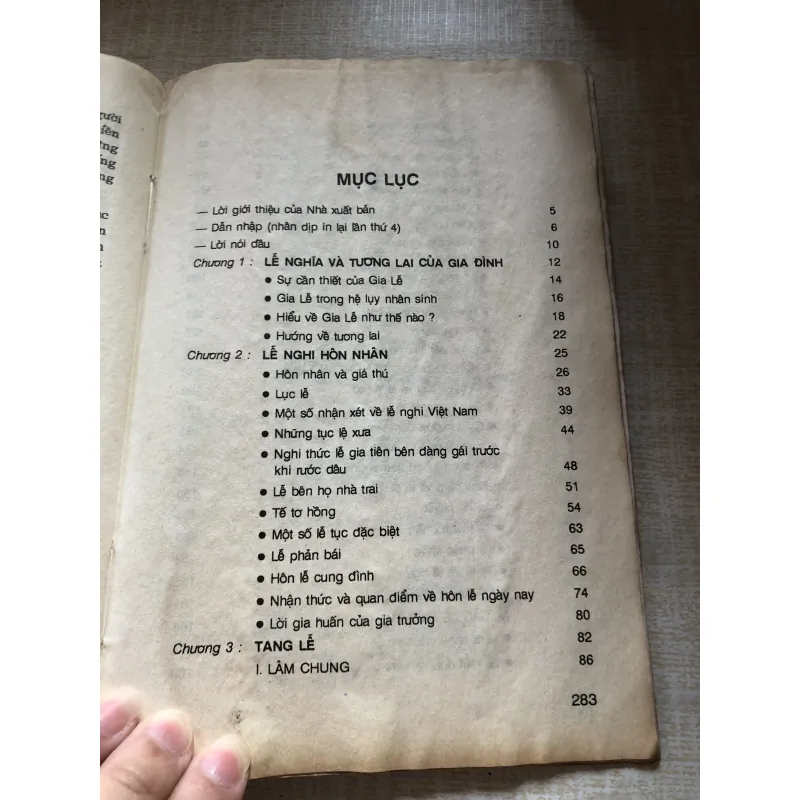 gười
iên
ng
ng
ng
MỤC LỤC
— Lời giới thiệu của Nhà xuất bản 5
— Dẫn nhập (nhân dịp in lại lần thứ 4) 6
— Lời nói đầu 10
Chương 1 : LỄ NGHĨA VÀ TƯƠNG LAI CỦA GIA ĐÌNH 12
● Sự cần thiết của Gia Lễ 14
● Gia Lễ trong hệ lụy nhân sinh 16
● Hiểu về Gia Lễ như thế nào ? 18
● Hướng về tương lai 22
Chương 2 : LỄ NGHI HÔN NHÂN 25
● Hôn nhân và giá thú 26
● Lục lễ 33
● Một số nhận xét về lễ nghi Việt Nam 39
● Những tục lệ xưa 44
● Nghi thức lễ gia tiên bên đàng gái trước
khi rước dâu 48
● Lễ bên họ nhà trai 51
● Tế tơ hồng 54
● Một số lễ tục đặc biệt 63
● Lễ phản bái 65
● Hôn lễ cung đình 66
● Nhận thức và quan điểm về hôn lễ ngày nay 74
● Lời gia huấn của gia trưởng 80
Chương 3 : TANG LỄ 82
I. LÂM CHUNG 86
283